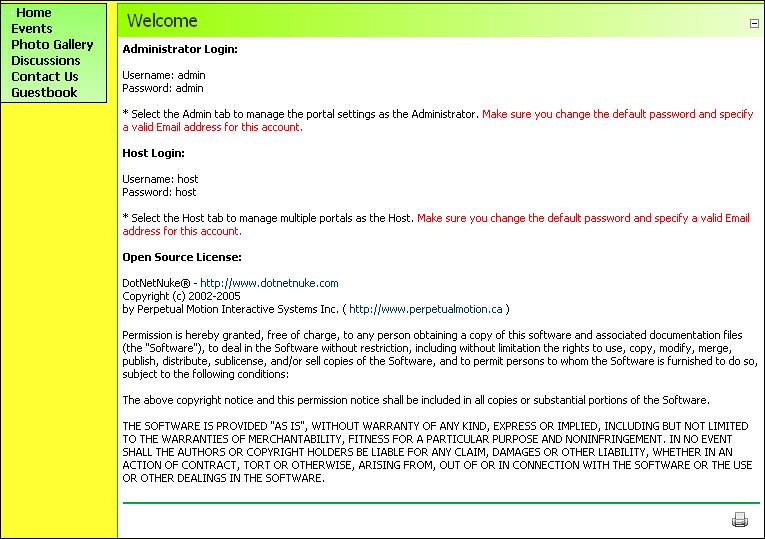 Home
Events
Photo Gallery
Discussions
Contact Us
Guestbook
Welcome
Administrator Login:
Username: admin
Password: admin
* Select the Admin tab to manage the portal settings as the Administrator. Make sure you change the default password and specify
a valid Email address for this account.
Host Login:
Username: host
Password: host
* Select the Host tab to manage multiple portals as the Host. Make sure you change the default password and specify a valid Email
address for this account.
Open Source License:
DotNetNuke® - http://www.dotnetnuke.com
Copyright (c) 2002-2005
by Perpetual Motion Interactive Systems Inc. ( http://www.perpetualmotion.ca )
Permission is hereby granted, free of charge, to any person obtaining a copy of this software and associated documentation files
(the "Software"), to deal in the Software without restriction, including without limitation the rights to use, copy, modify, merge,
publish, distribute, sublicense, and/or sell copies of the Software, and to permit persons to whom the Software is furnished to do so,
subject to the following conditions:
The above copyright notice and this permission notice shall be included in all copies or substantial portions of the Software.
THE SOFTWARE IS PROVIDED "AS IS", WITHOUT WARRANTY OF ANY KIND, EXPRESS OR IMPLIED, INCLUDING BUT NOT LIMITED
TO THE WARRANTIES OF MERCHANTABILITY, FITNESS FOR A PARTICULAR PURPOSE AND NONINFRINGEMENT. IN NO EVENT
SHALL THE AUTHORS OR COPYRIGHT HOLDERS BE LIABLE FOR ANY CLAIM, DAMAGES OR OTHER LIABILITY, WHETHER IN AN
ACTION OF CONTRACT, TORT OR OTHERWISE, ARISING FROM, OUT OF OR IN CONNECTION WITH THE SOFTWARE OR THE USE
OR OTHER DEALINGS IN THE SOFTWARE.